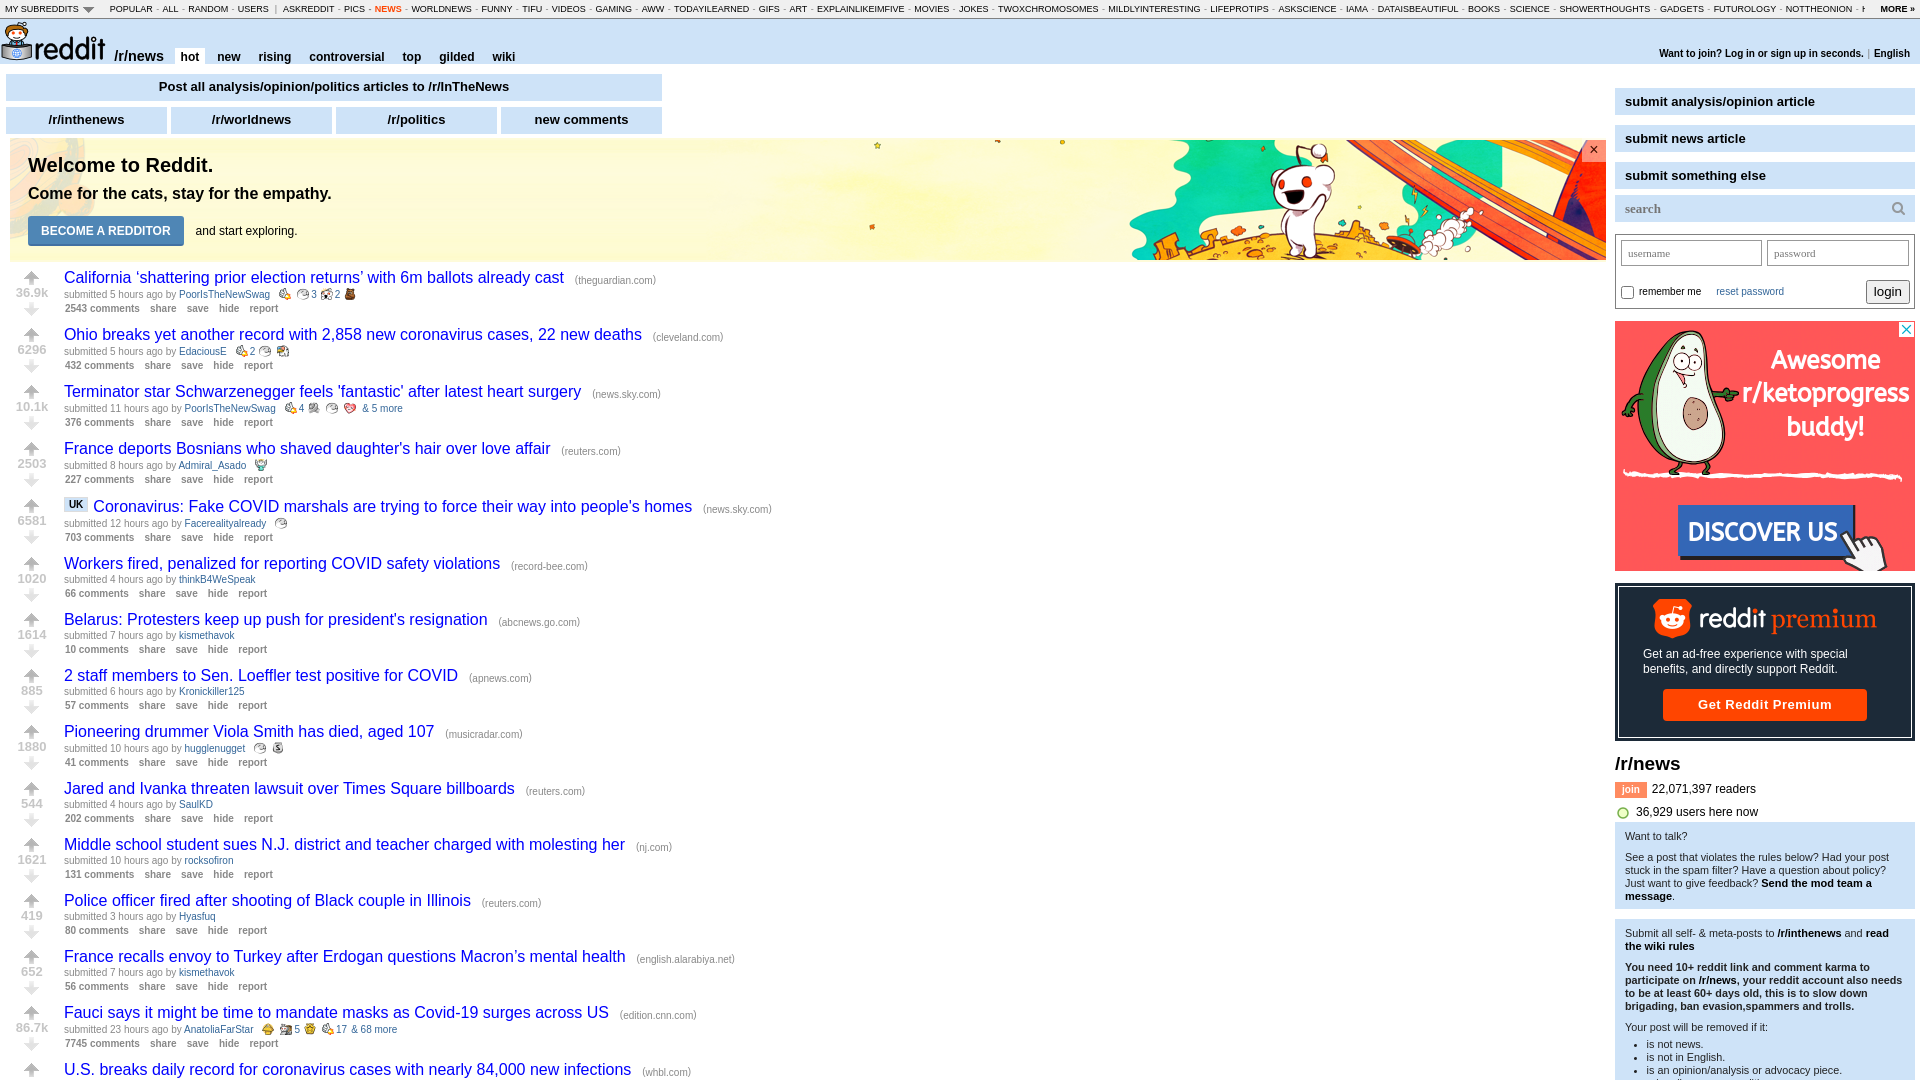 MY SUBREDDITS POPULAR - ALL - RANDOM - USERS | ASKREDDIT - PICS - NEWS - WORLDNEWS - FUNNY - TIFU - VIDEOS - GAMING - AWW - TODAYILEARNED - GIFS - ART - EXPLAINLIKEIMFIVE - MOVIES - JOKES - TWOXCHROMOSOMES - MILDLYINTERESTING - LIFEPROTIPS - ASKSCIENCE - IAMA - DATAISBEAUTIFUL - BOOKS - SCIENCE - SHOWERTHOUGHTS - GADGETS - FUTUROLOGY - NOTTHEONION - MORE »
reddit /r/news hot new rising controversial top gilded wiki
Want to join? Log in or sign up in seconds. | English
Post all analysis/opinion/politics articles to /r/InTheNews
/r/inthenews /r/worldnews /r/politics new comments
Welcome to Reddit.
Come for the cats, stay for the empathy.
BECOME A REDDITOR and start exploring.
×
California ‘shattering prior election returns’ with 6m ballots already cast (theguardian.com)
36.9k
submitted 5 hours ago by PoorIsTheNewSwag 3 2
2543 comments share save hide report
Ohio breaks yet another record with 2,858 new coronavirus cases, 22 new deaths (cleveland.com)
6296
submitted 5 hours ago by EdaciousE 2
432 comments share save hide report
Terminator star Schwarzenegger feels 'fantastic' after latest heart surgery (news.sky.com)
10.1k
submitted 11 hours ago by PoorIsTheNewSwag 4 & 5 more
376 comments share save hide report
France deports Bosnians who shaved daughter's hair over love affair (reuters.com)
2503
submitted 8 hours ago by Admiral_Asado
227 comments share save hide report
UK Coronavirus: Fake COVID marshals are trying to force their way into people's homes (news.sky.com)
6581
submitted 12 hours ago by Facerealityalready
703 comments share save hide report
Workers fired, penalized for reporting COVID safety violations (record-bee.com)
1020
submitted 4 hours ago by thinkB4WeSpeak
66 comments share save hide report
Belarus: Protesters keep up push for president's resignation (abcnews.go.com)
1614
submitted 7 hours ago by kismethavok
10 comments share save hide report
2 staff members to Sen. Loeffler test positive for COVID (apnews.com)
885
submitted 6 hours ago by Kronickiller125
57 comments share save hide report
Pioneering drummer Viola Smith has died, aged 107 (musicradar.com)
1880
submitted 10 hours ago by hugglenugget
41 comments share save hide report
Jared and Ivanka threaten lawsuit over Times Square billboards (reuters.com)
544
submitted 4 hours ago by SaulKD
202 comments share save hide report
Middle school student sues N.J. district and teacher charged with molesting her (nj.com)
1621
submitted 10 hours ago by rocksofiron
131 comments share save hide report
Police officer fired after shooting of Black couple in Illinois (reuters.com)
419
submitted 3 hours ago by Hyasfuq
80 comments share save hide report
France recalls envoy to Turkey after Erdogan questions Macron’s mental health (english.alarabiya.net)
652
submitted 7 hours ago by kismethavok
56 comments share save hide report
Fauci says it might be time to mandate masks as Covid-19 surges across US (edition.cnn.com)
86.7k
submitted 23 hours ago by AnatoliaFarStar 5 17 & 68 more
7745 comments share save hide report
U.S. breaks daily record for coronavirus cases with nearly 84,000 new infections (whbl.com)
submit analysis/opinion article
submit news article
submit something else
search
username password
remember me reset password login
Awesome
r/ketoprogress
buddy!
DISCOVER US
reddit premium
Get an ad-free experience with special
benefits, and directly support Reddit.
Get Reddit Premium
/r/news
join 22,071,397 readers
36,929 users here now
Want to talk?
See a post that violates the rules below? Had your post
stuck in the spam filter? Have a question about policy?
Just want to give feedback? Send the mod team a
message.
Submit all self- & meta-posts to /r/inthenews and read
the wiki rules
You need 10+ reddit link and comment karma to
participate on /r/news, your reddit account also needs
to be at least 60+ days old, this is to slow down
brigading, ban evasion,spammers and trolls.
Your post will be removed if it:
• is not news.
• is not in English.
• is an opinion/analysis or advocacy piece.